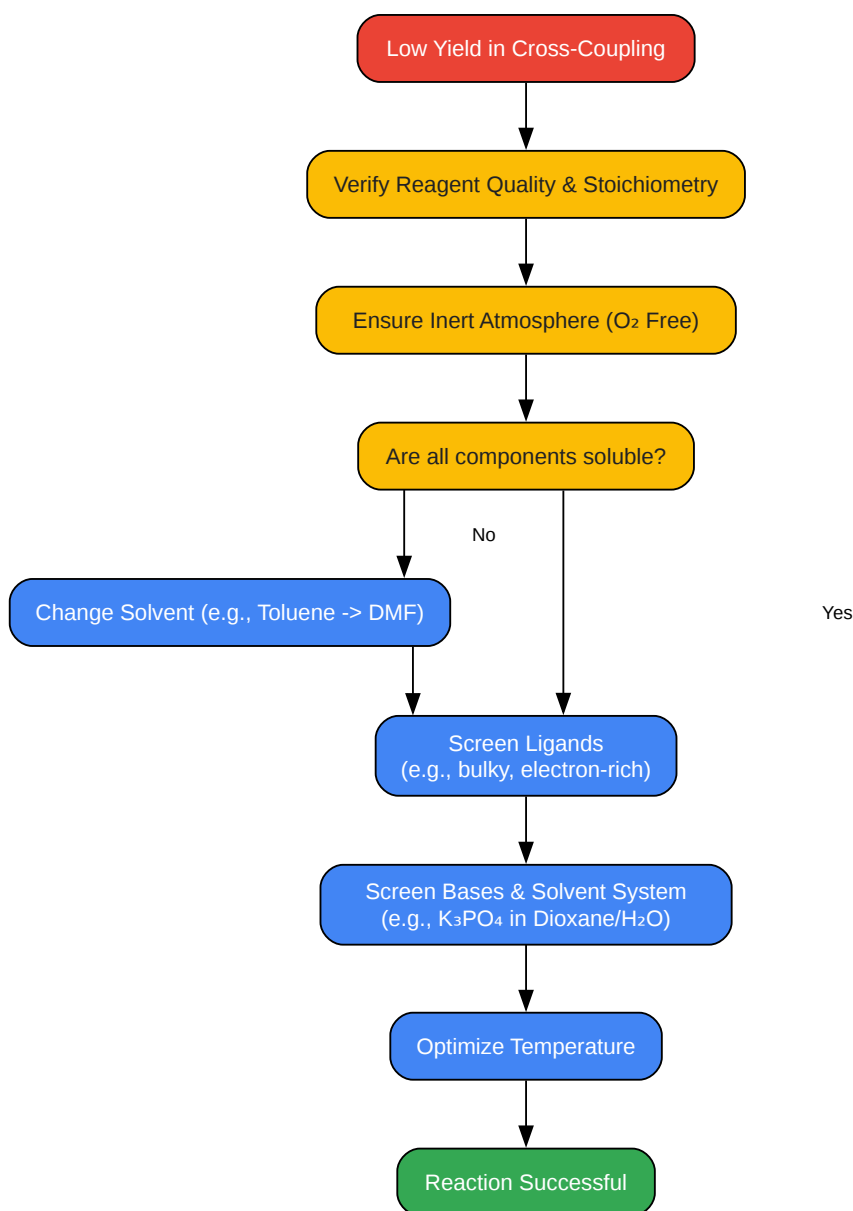 Low Yield in Cross-Coupling
Verify Reagent Quality & Stoichiometry
Ensure Inert Atmosphere (O₂ Free)
Are all components soluble?
No
Change Solvent (e.g., Toluene -> DMF)
Yes
Screen Ligands
(e.g., bulky, electron-rich)
Screen Bases & Solvent System
(e.g., K₃PO₄ in Dioxane/H₂O)
Optimize Temperature
Reaction Successful